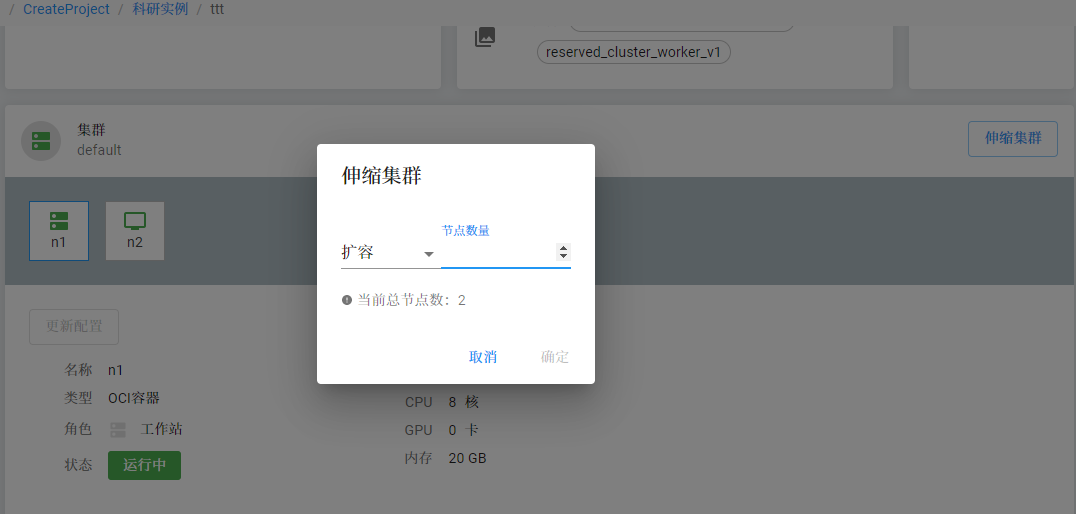 / CreateProject / 科研实例 / ttt
reserved_cluster_worker_v1
集群
default
伸缩集群
n1
n2
伸缩集群
节点数量
扩容
当前总节点数：2
取消
确定
更新配置
名称 n1
类型 OCI容器
角色 工作站
状态 运行中
CPU 8 核
GPU 0 卡
内存 20 GB